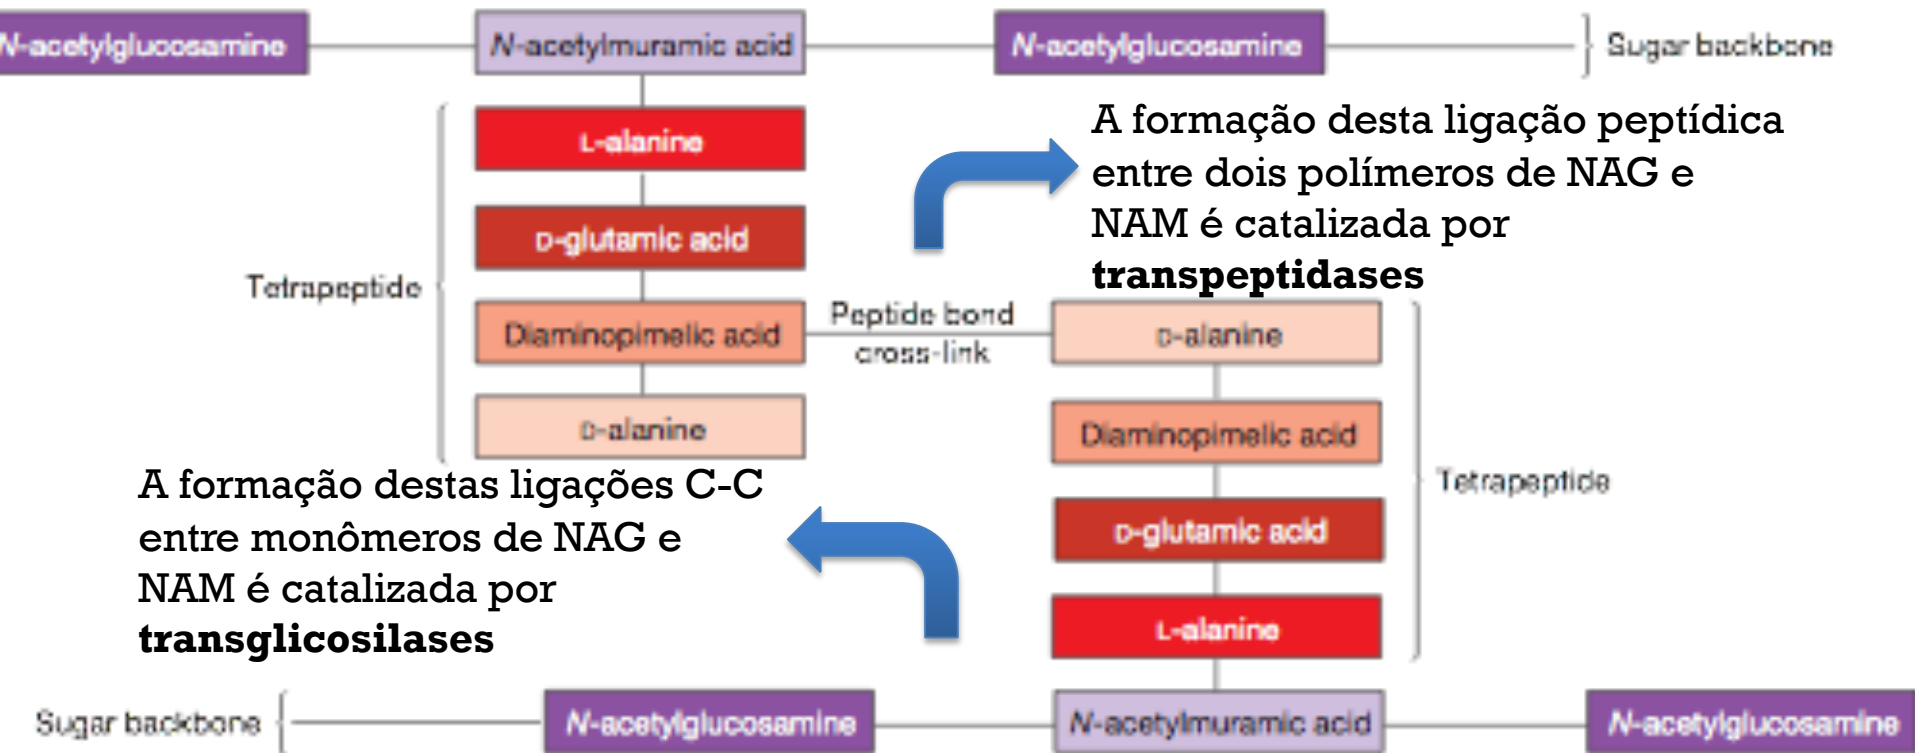 N-acetylglucosamine
N-acetylmuramic acid
N-acetylglucosamine
Sugar backbone
L-alanine
D-glutamic acid
Diaminopimelic acid
D-alanine
Tetrapeptide
A formação desta ligação peptídica
entre dois polímeros de NAG e
NAM é catalizada por
transpeptidases
Peptide bond
cross-link
D-alanine
Diaminopimelic acid
D-glutamic acid
L-alanine
Tetrapeptide
A formação destas ligações C-C
entre monômeros de NAG e
NAM é catalizada por
transglicosilases
Sugar backbone
N-acetylglucosamine
N-acetylmuramic acid
N-acetylglucosamine